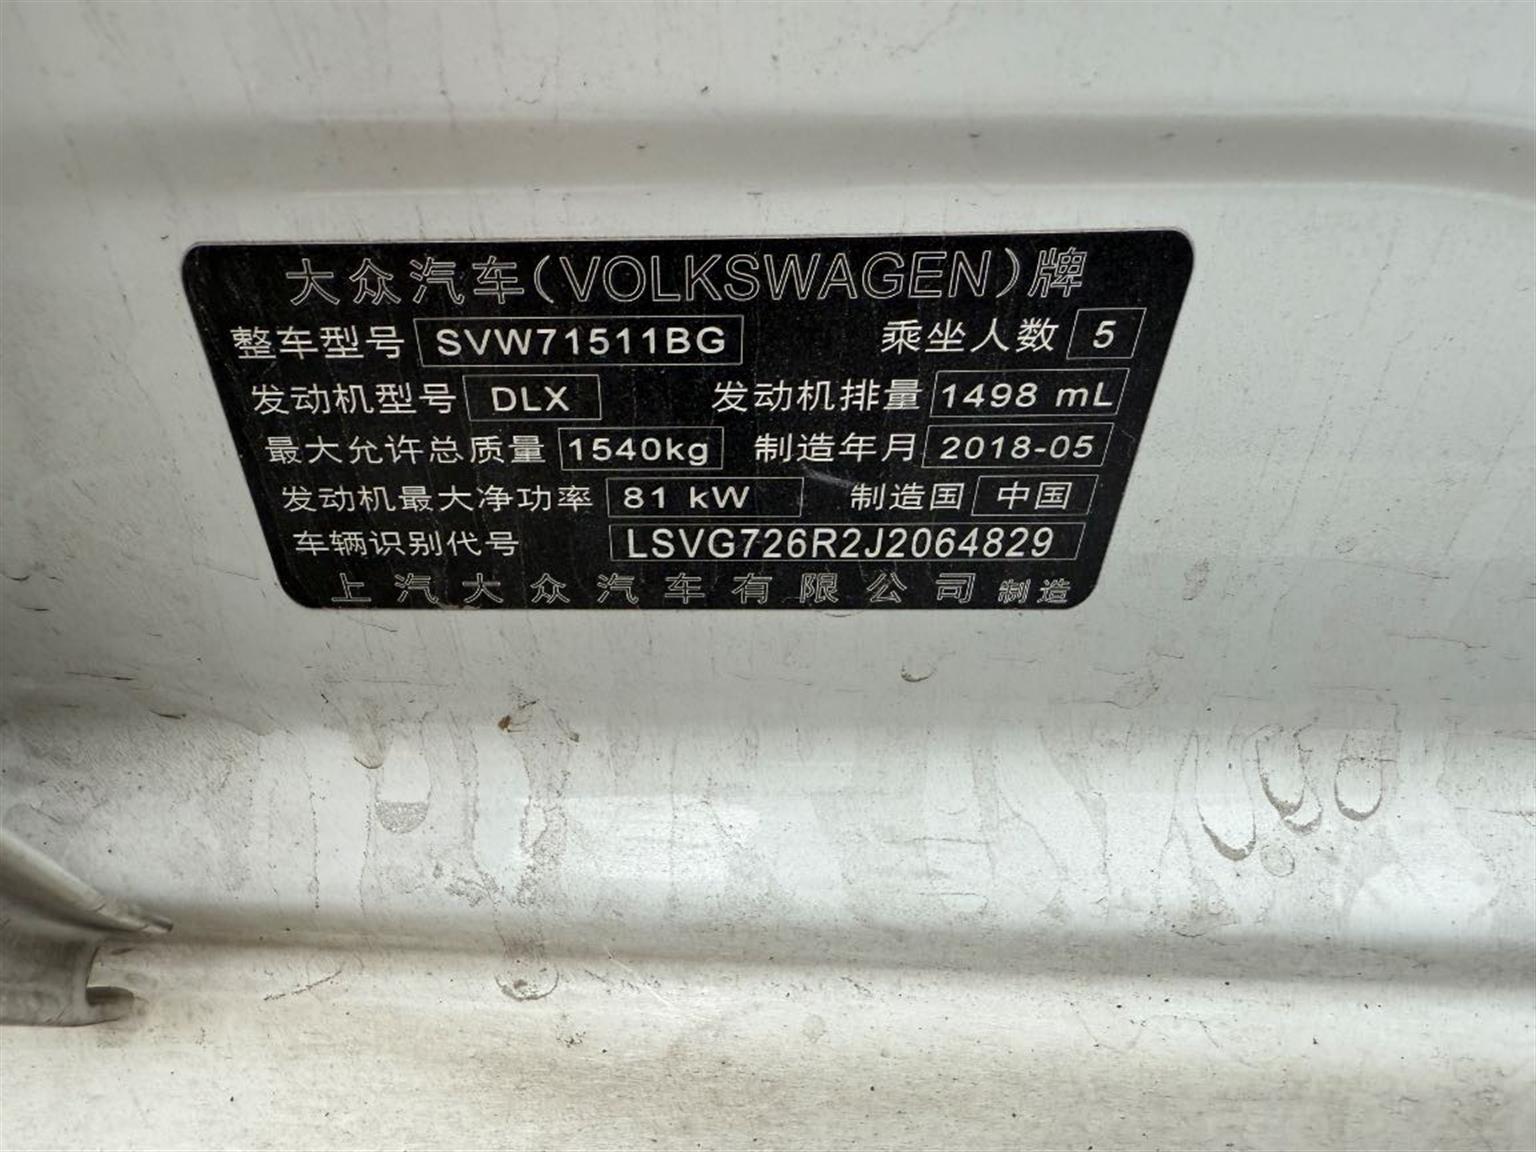 大众汽车(VOLKSWAGEN)牌
整车型号 SVW71511BG 乘坐人数 5
发动机型号 DLX 发动机排量 1498 mL
最大允许总质量 1540kg 制造年月 2018-05
发动机最大净功率 81 kW 制造国 中国
车辆识别代号 LSVG726R2J2064829
上汽大众汽车有限公司 制造